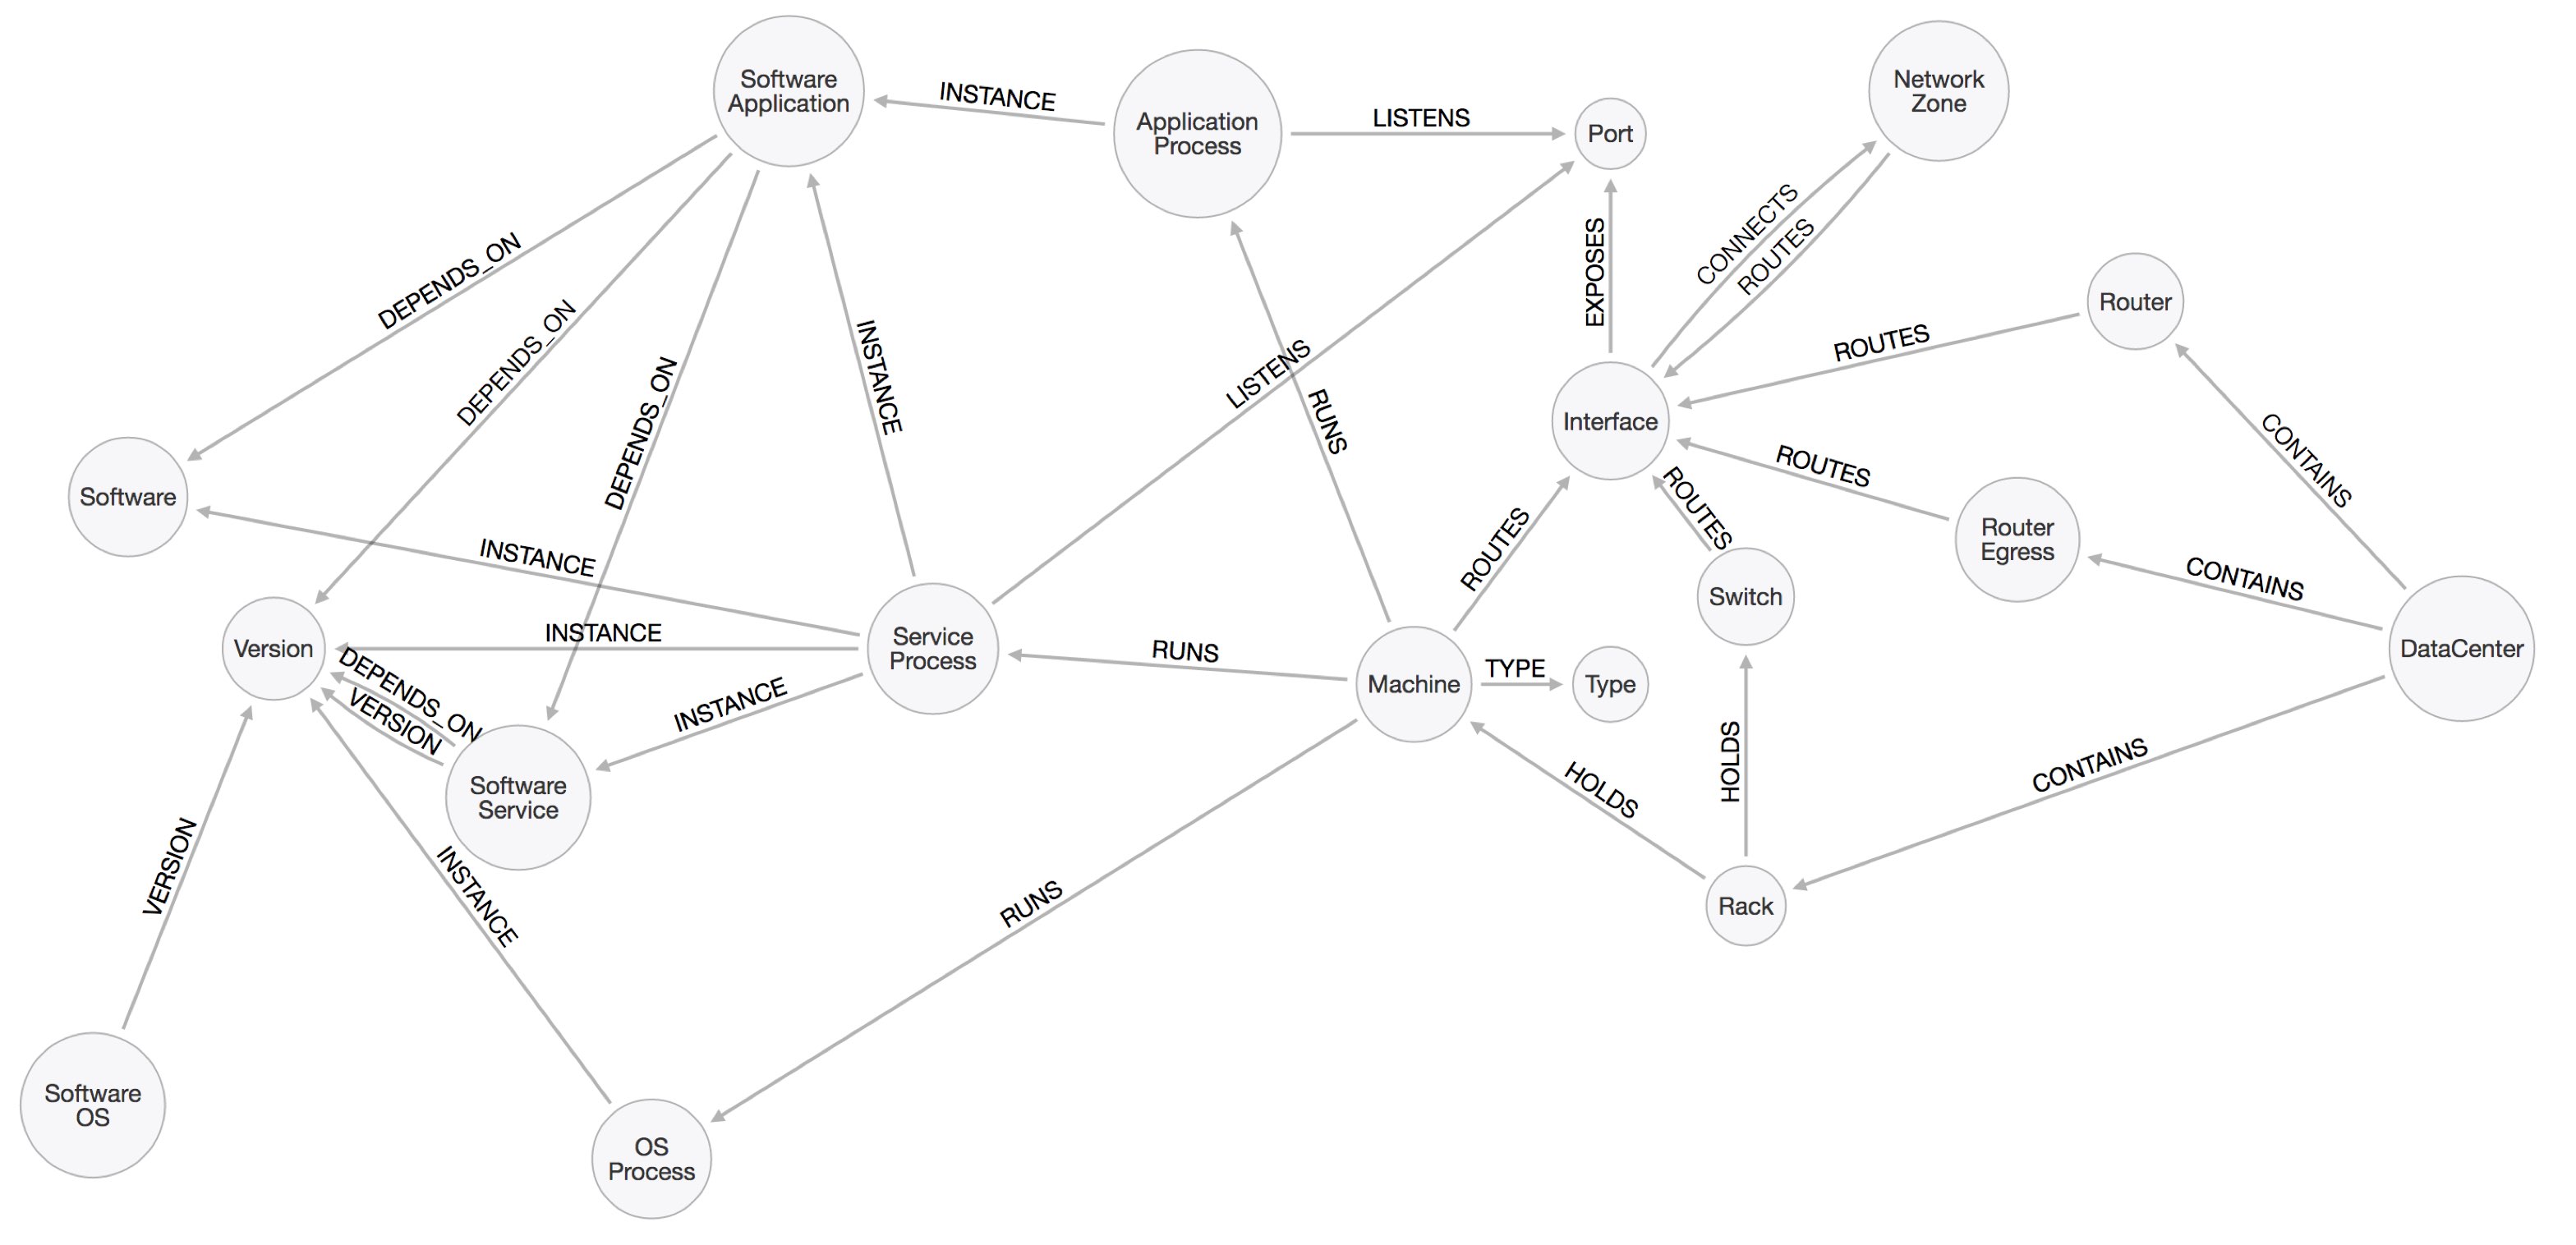 Software
Application
INSTANCE
Application
Process
LISTENS
Port
Network
Zone
CONNECTS
ROUTES
EXPOSES
DEPENDS_ON
DEPENDS_ON
DEPENDS_ON
INSTANCE
LISTENS
RUNS
Interface
ROUTES
Router
ROUTES
CONTAINS
Software
INSTANCE
ROUTES
ROUTES
Router
Egress
CONTAINS
Switch
Version
INSTANCE
Service
Process
RUNS
Machine
TYPE
Type
DataCenter
DEPENDS_ON
VERSION
INSTANCE
Software
Service
HOLDS
HOLDS
CONTAINS
VERSION
INSTANCE
RUNS
Rack
Software
OS
OS
Process